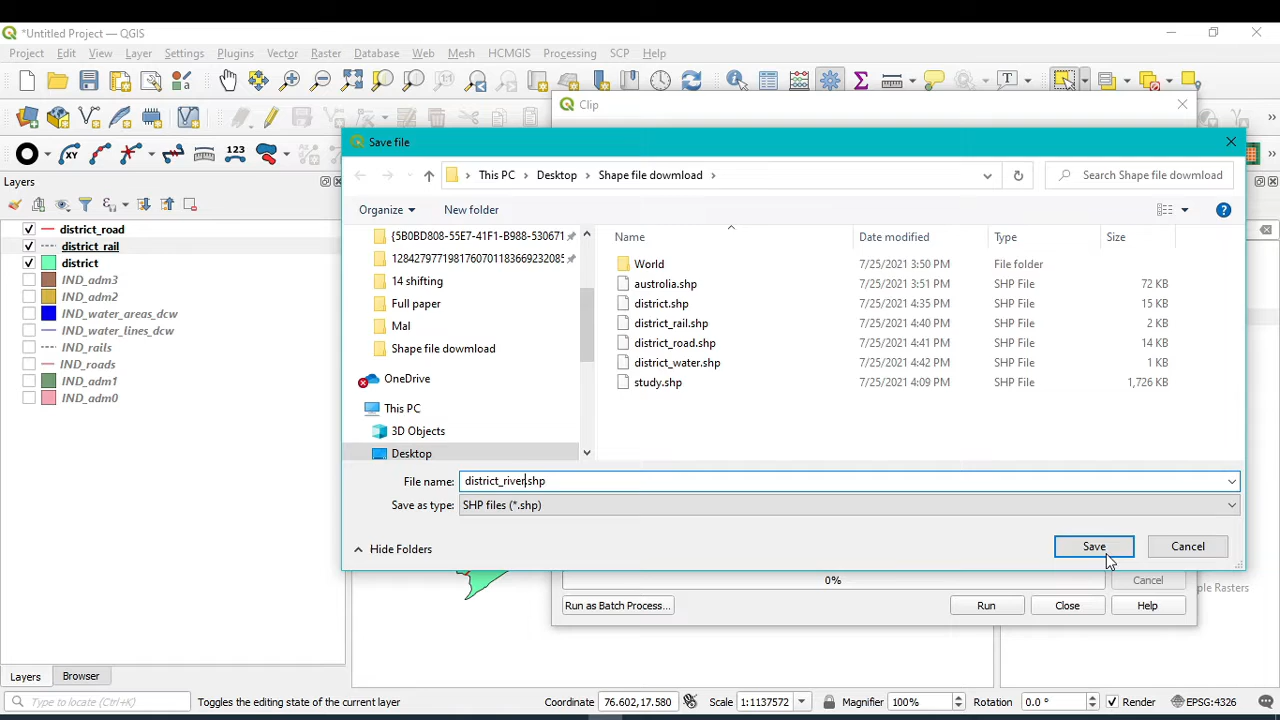 *Untitled Project — QGIS
Project Edit View Layer Settings Plugins Vector Raster Database Web Mesh HCMGIS Processing SCP Help
Clip
Save file
This PC > Desktop > Shape file dowmload >
Search Shape file dowmload
Organize New folder
Layers
district_road
district_rail
district
IND_adm3
IND_adm2
IND_water_areas_dcw
IND_water_lines_dcw
IND_rails
IND_roads
IND_adm1
IND_adm0
{5B0BD808-55E7-41F1-B988-530671
1284279771981760701183669232085
14 shifting
Full paper
Mal
Shape file dowmload
OneDrive
This PC
3D Objects
Desktop
Name Date modified Type Size
World 7/25/2021 3:50 PM File folder
austrolia.shp 7/25/2021 3:51 PM SHP File 72 KB
district.shp 7/25/2021 4:35 PM SHP File 15 KB
district_rail.shp 7/25/2021 4:40 PM SHP File 2 KB
district_road.shp 7/25/2021 4:41 PM SHP File 14 KB
district_water.shp 7/25/2021 4:42 PM SHP File 1 KB
study.shp 7/25/2021 4:09 PM SHP File 1,726 KB
File name: district_river.shp
Save as type: SHP files (*.shp)
Hide Folders Save Cancel
0% Cancel
ple Rasters
Run as Batch Process... Run Close Help
Layers Browser
Type to locate (Ctrl+K) Toggles the editing state of the current layer Coordinate 76.602,17.580 Scale 1:1137572 Magnifier 100% Rotation 0.0 ° Render EPSG:4326